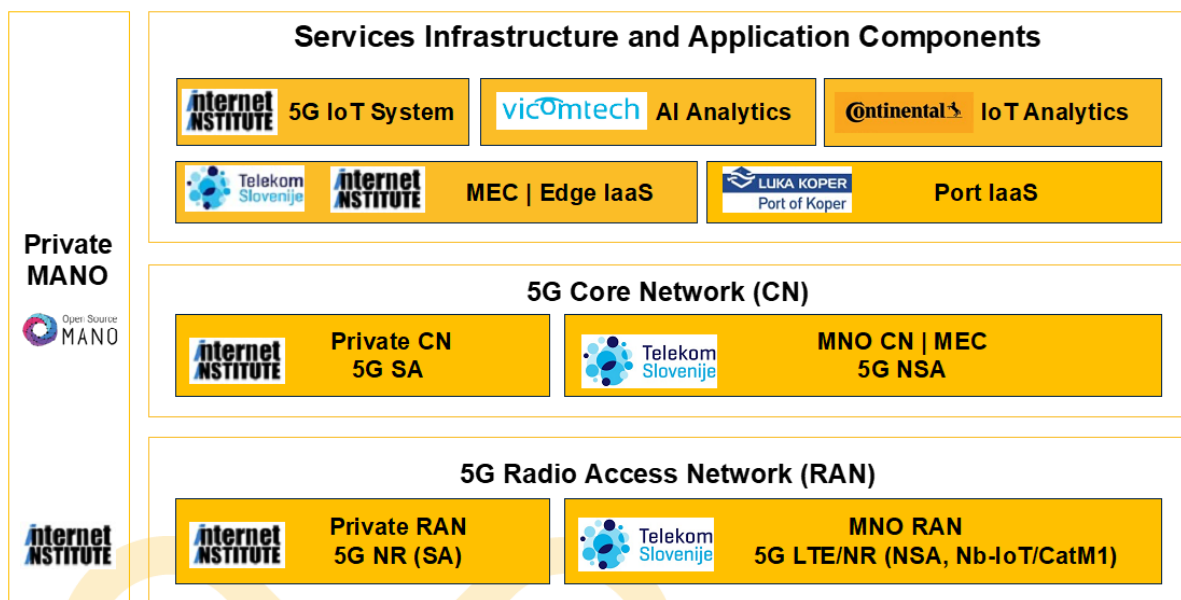 Services Infrastructure and Application Components
internet
INSTITUTE
5G IoT System
vicomtech
AI Analytics
Continental
IoT Analytics
Telekom
Slovenije
internet
INSTITUTE
MEC | Edge IaaS
LUKA KOPER
Port of Koper
Port IaaS
Private
MANO
Open Source
MANO
5G Core Network (CN)
internet
INSTITUTE
Private CN
5G SA
Telekom
Slovenije
MNO CN | MEC
5G NSA
5G Radio Access Network (RAN)
internet
INSTITUTE
internet
INSTITUTE
Private RAN
5G NR (SA)
Telekom
Slovenije
MNO RAN
5G LTE/NR (NSA, Nb-IoT/CatM1)